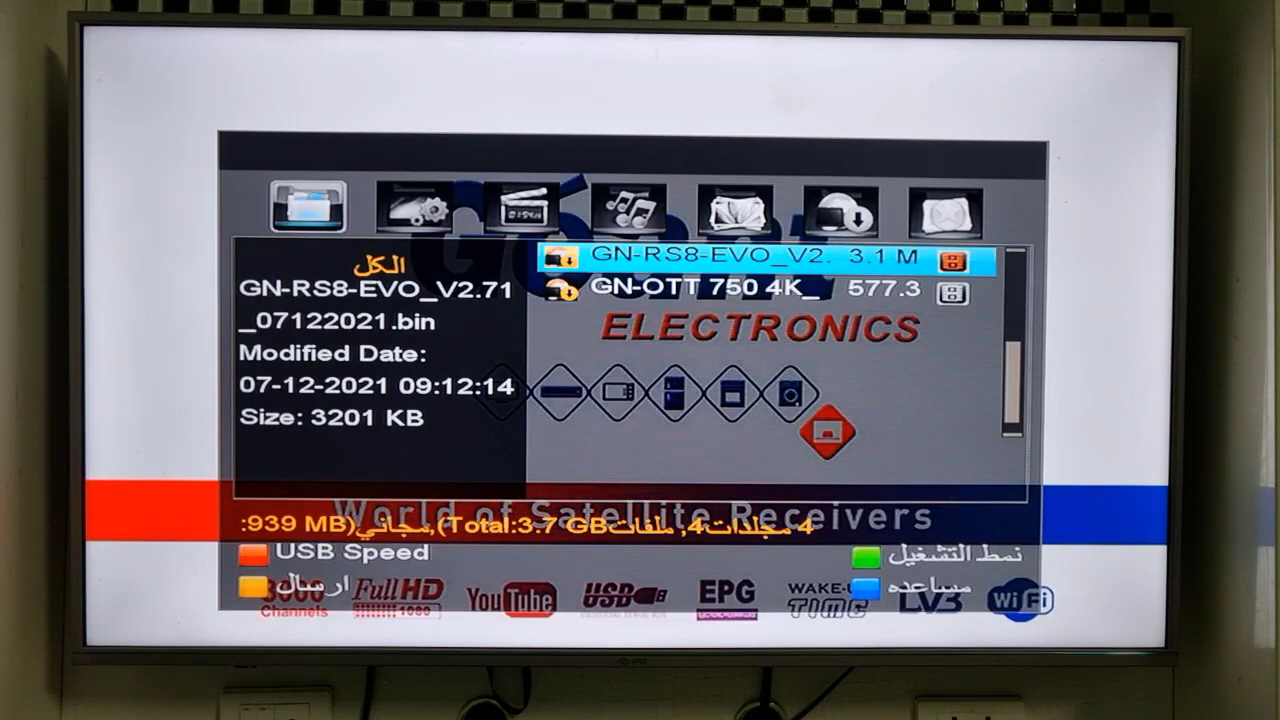 الكل
GN-RS8-EVO_V2.71
_07122021.bin
Modified Date:
07-12-2021 09:12:14
Size: 3201 KB
GN-RS8-EVO_V2. 3.1 M
GN-OTT 750 4K_ 577.3
ELECTRONICS
World of Satellite Receivers
4 مجلدات4, ملفات(Total:3.7 GB),مجاني(939 MB:
USB Speed
نمط التشغيل
ارسال
مساعده
Channels
Full HD
1080
YouTube
USB
EPG
WAKE-U
TIME
DVB
WiFi